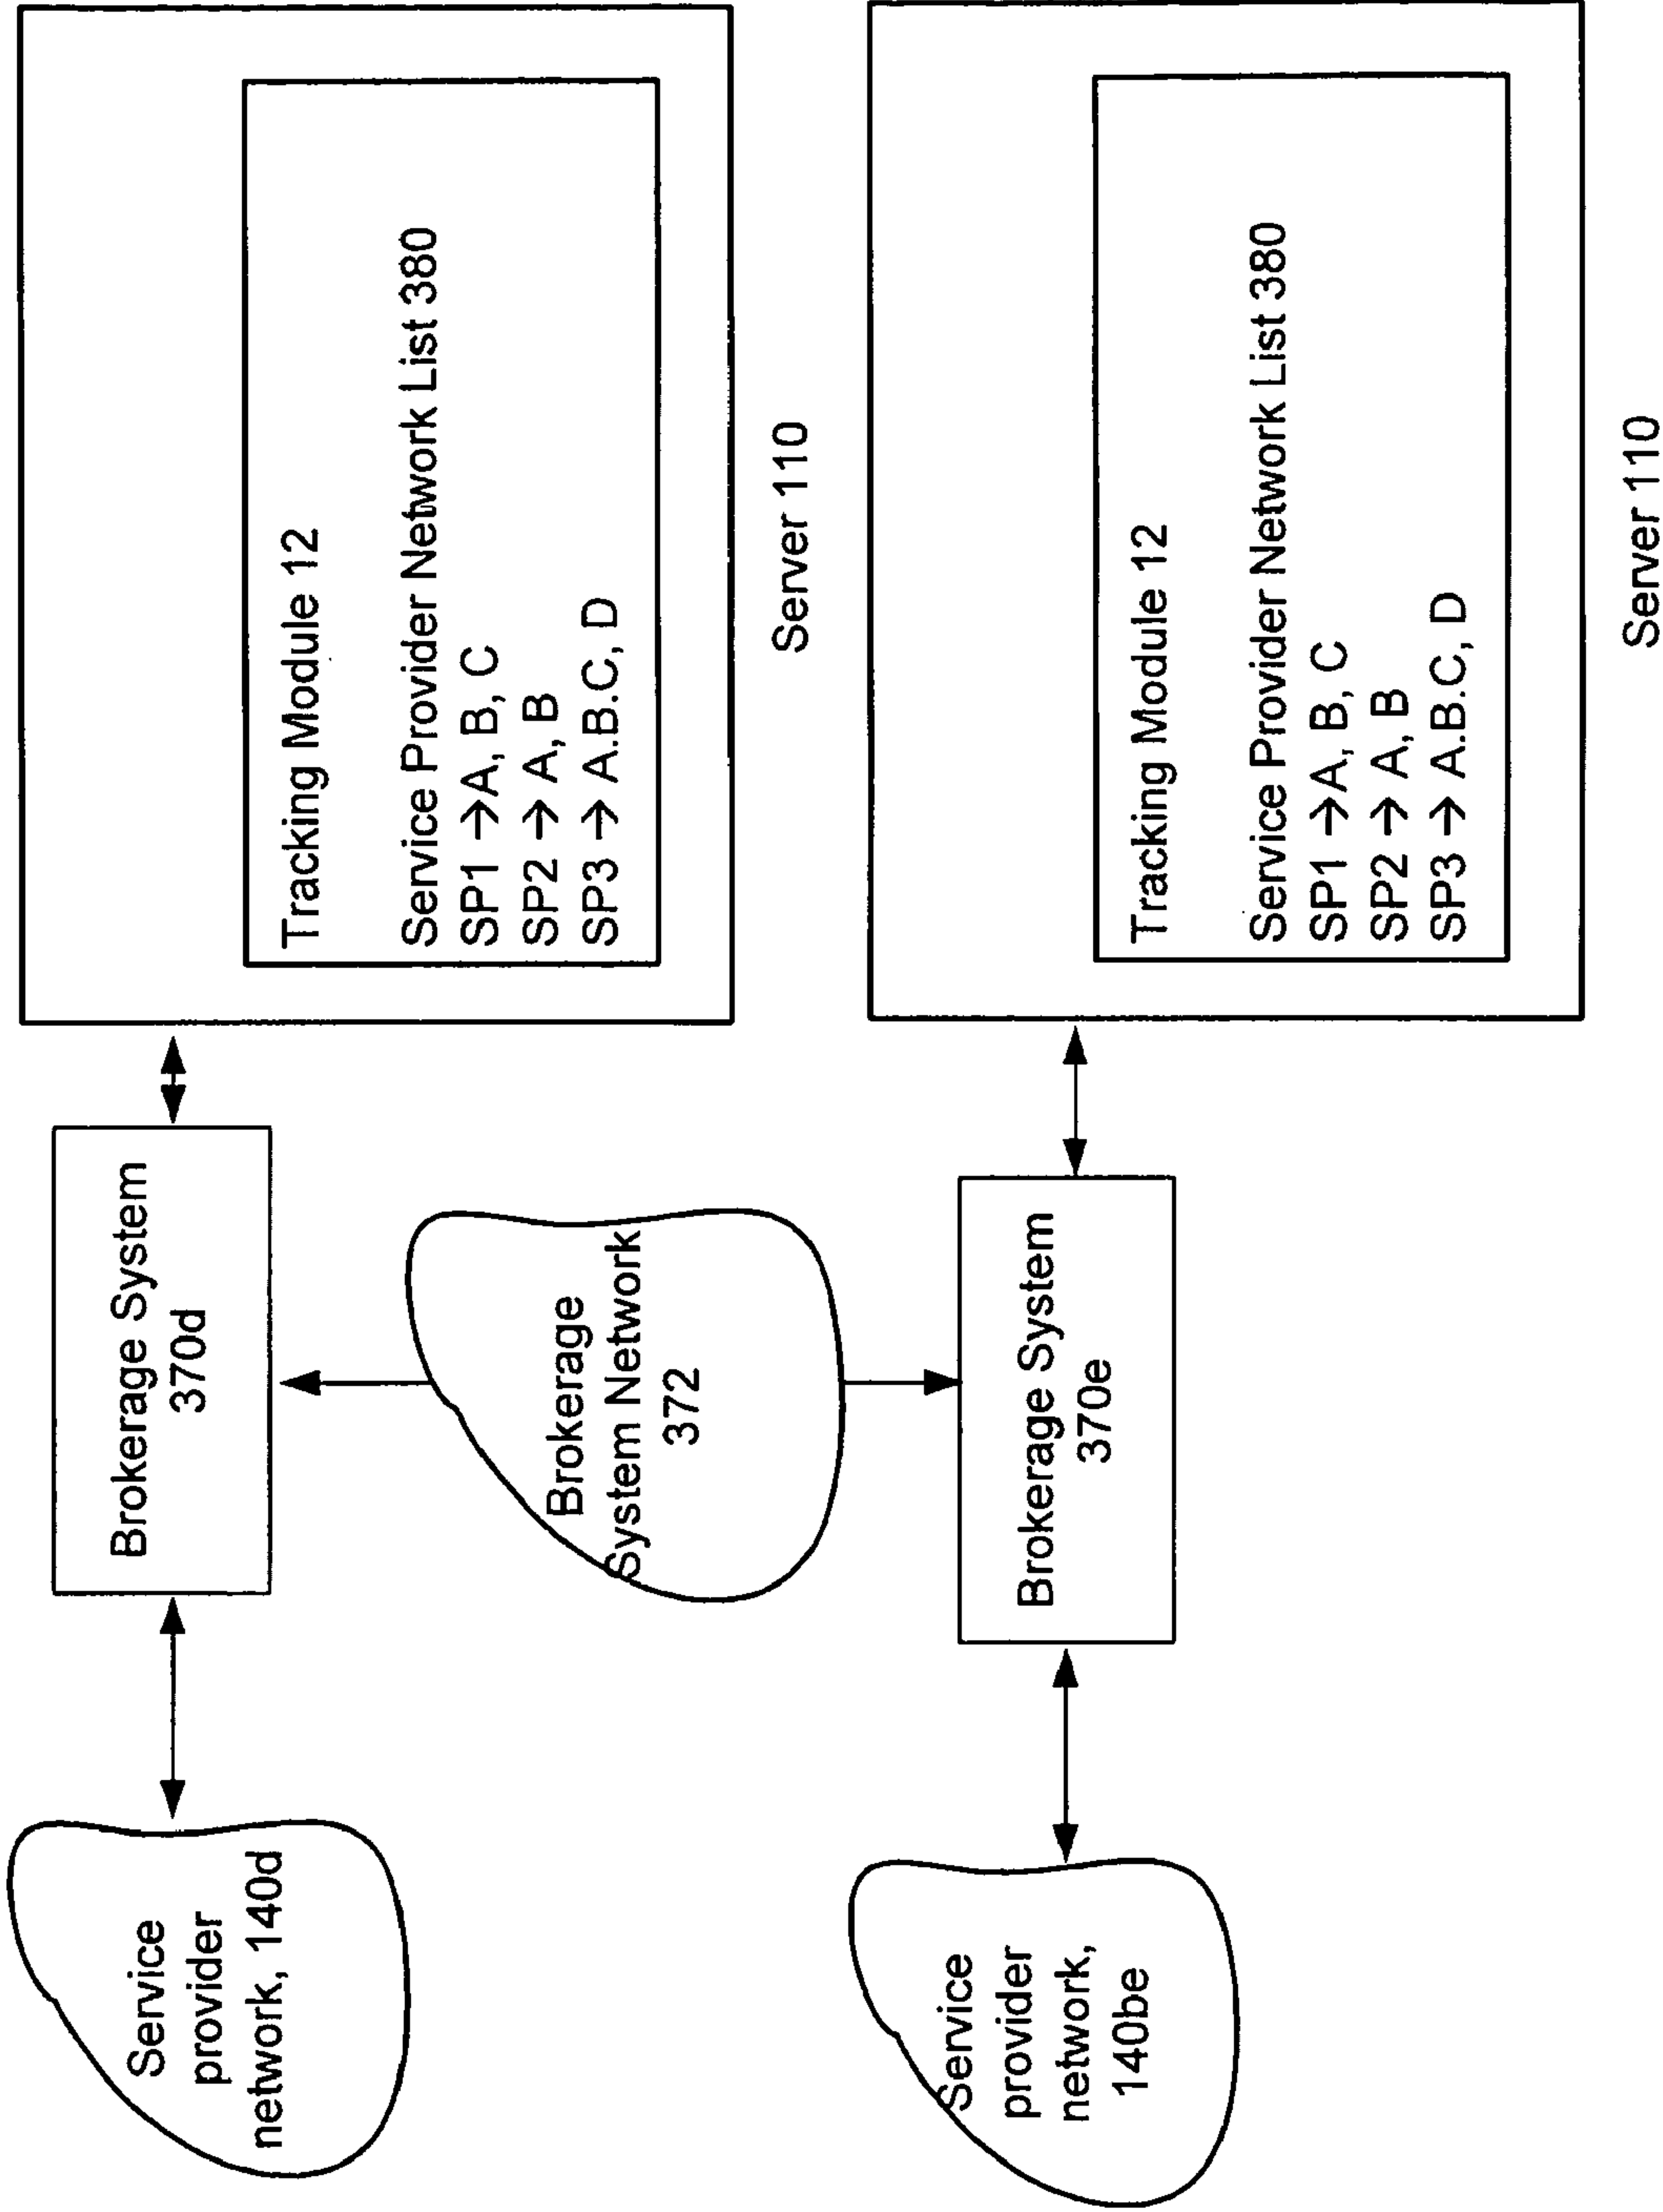 Service
provider
network, 140d
Brokerage System
370d
Tracking Module 12
Service Provider Network List 380
SP1 →A, B, C
SP2 → A, B
SP3 → A.B.C, D
Server 110
Brokerage
System Network
372
Service
provider
network,
140be
Brokerage System
370e
Tracking Module 12
Service Provider Network List 380
SP1 →A, B, C
SP2 → A, B
SP3 → A.B.C, D
Server 110